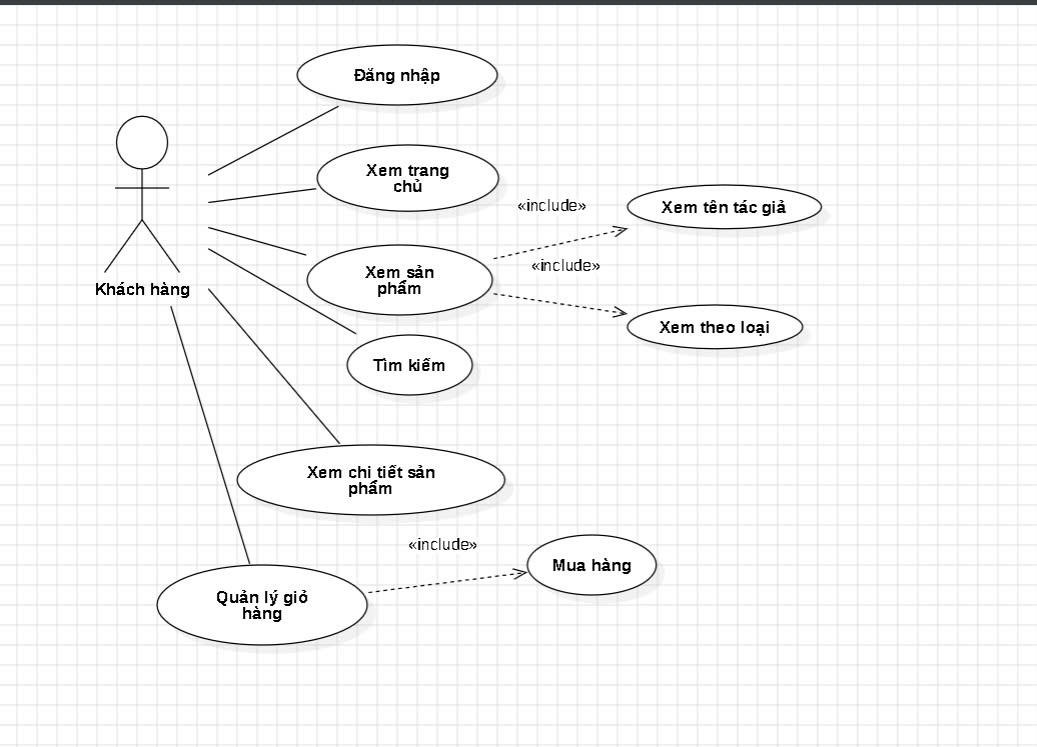 Đăng nhập
Xem trang
chủ
«include»
Xem tên tác giả
Xem sản
phẩm
«include»
Khách hàng
Xem theo loại
Tìm kiếm
Xem chi tiết sản
phẩm
«include»
Mua hàng
Quản lý giỏ
hàng